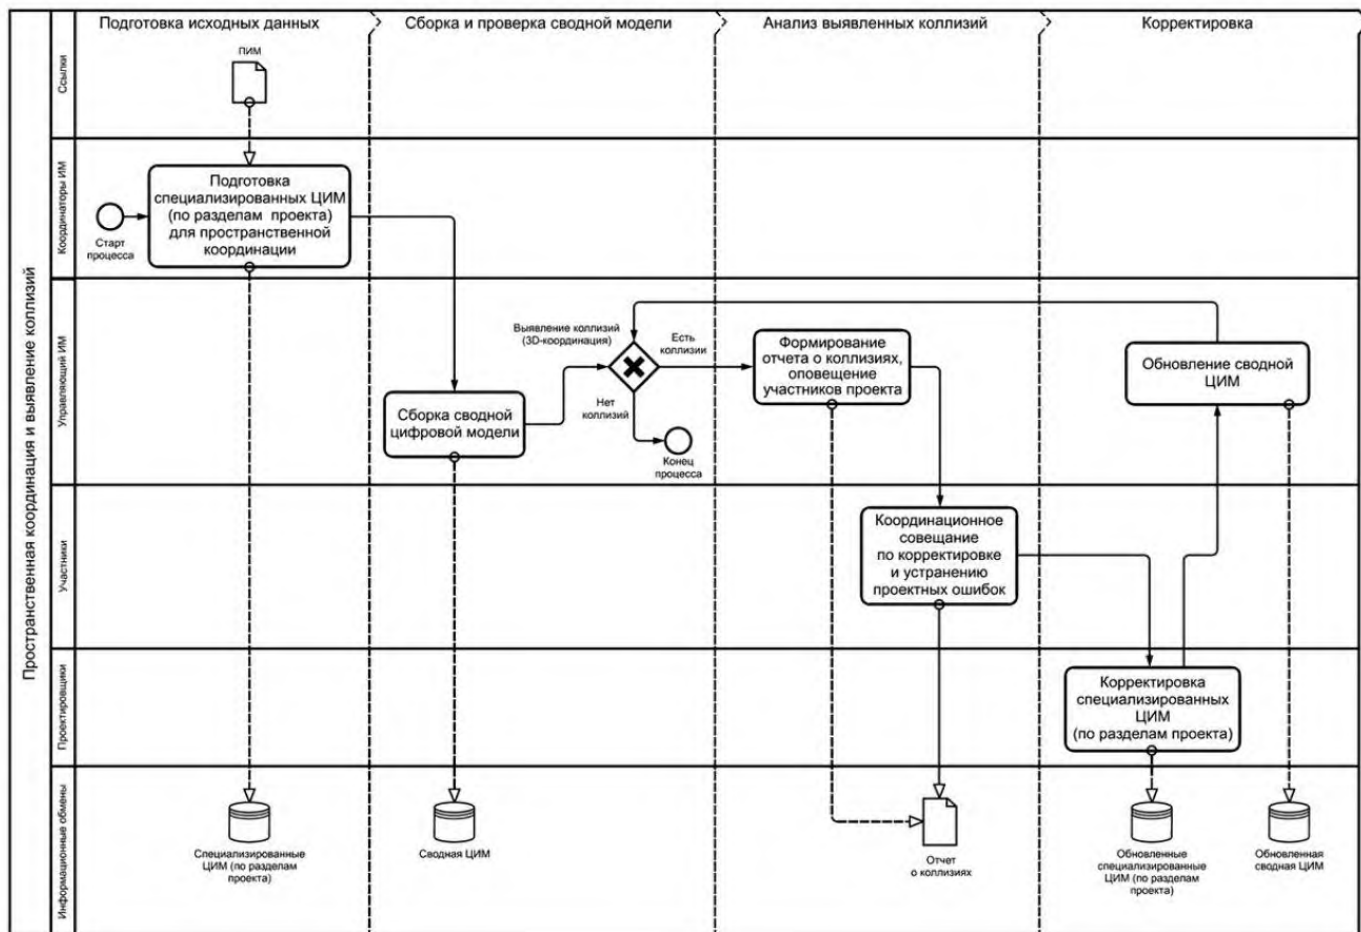 Пространственная координация и выявление коллизий
Подготовка исходных данных
Сборка и проверка сводной модели
Анализ выявленных коллизий
Корректировка
Ссылки
ПИМ
Координаторы ИМ
Старт
процесса
Подготовка
специализированных ЦИМ
(по разделам проекта)
для пространственной
координации
Управляющий ИМ
Сборка сводной
цифровой модели
Выявление коллизий
(3D-координация)
Есть
коллизии
Нет
коллизий
Конец
процесса
Формирование
отчета о коллизиях,
оповещение
участников проекта
Обновление сводной
ЦИМ
Участники
Координационное
совещание
по корректировке
и устранению
проектных ошибок
Проектировщики
Корректировка
специализированных
ЦИМ
(по разделам проекта)
Информационные обмены
Специализированные
ЦИМ (по разделам
проекта)
Сводная ЦИМ
Отчет
о коллизиях
Обновленные
специализированные
ЦИМ (по разделам
проекта)
Обновленная
сводная ЦИМ